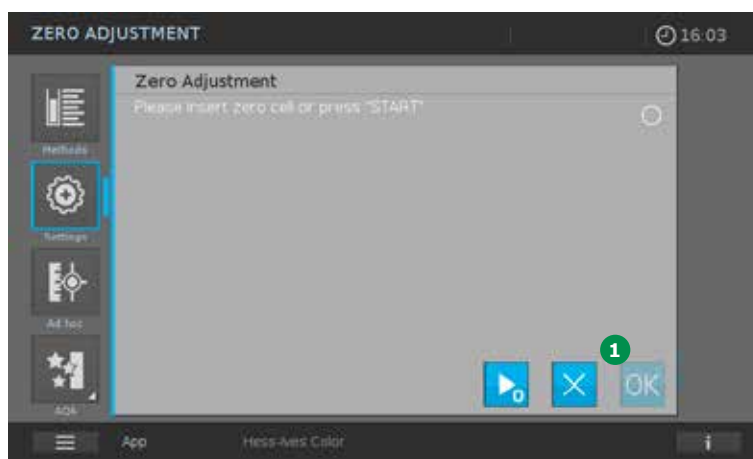 ZERO ADJUSTMENT
16:03
Zero Adjustment
Please insert zero cell or press "START"
Methods
Settings
Ad hoc
AQA
1
0
OK
App
Hess-Ives Color
i